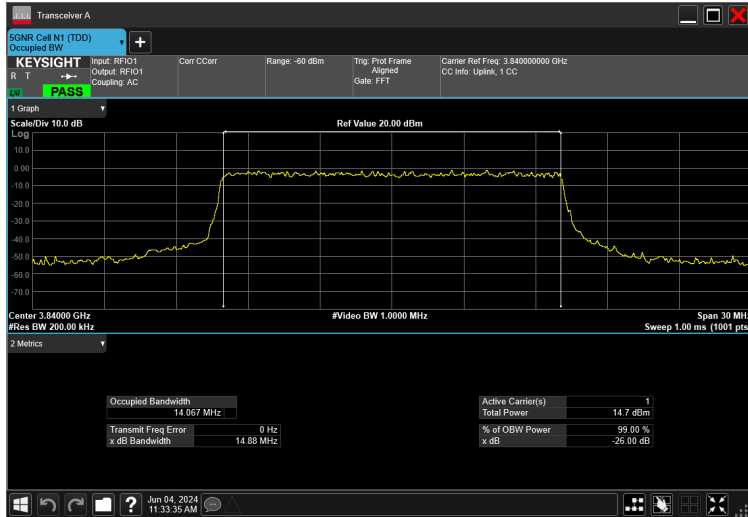 Transceiver A
5GNR Cell N1 (TDD)
Occupied BW
KEYSIGHT
R T
LXI
PASS
Input: RFIO1
Output: RFIO1
Coupling: AC
Corr CCorr
Range: -60 dBm
Trig: Prot Frame
Aligned
Gate: FFT
Carrier Ref Freq: 3.840000000 GHz
CC Info: Uplink, 1 CC
1 Graph
Scale/Div 10.0 dB
Ref Value 20.00 dBm
Log
10.0
0.00
-10.0
-20.0
-30.0
-40.0
-50.0
-60.0
-70.0
Center 3.84000 GHz
#Video BW 1.0000 MHz
Span 30 MHz
#Res BW 200.00 kHz
Sweep 1.00 ms (1001 pts
2 Metrics
Occupied Bandwidth
14.067 MHz
Transmit Freq Error 0 Hz
x dB Bandwidth 14.88 MHz
Active Carrier(s) 1
Total Power 14.7 dBm
% of OBW Power 99.00 %
x dB -26.00 dB
?
Jun 04, 2024
11:33:35 AM